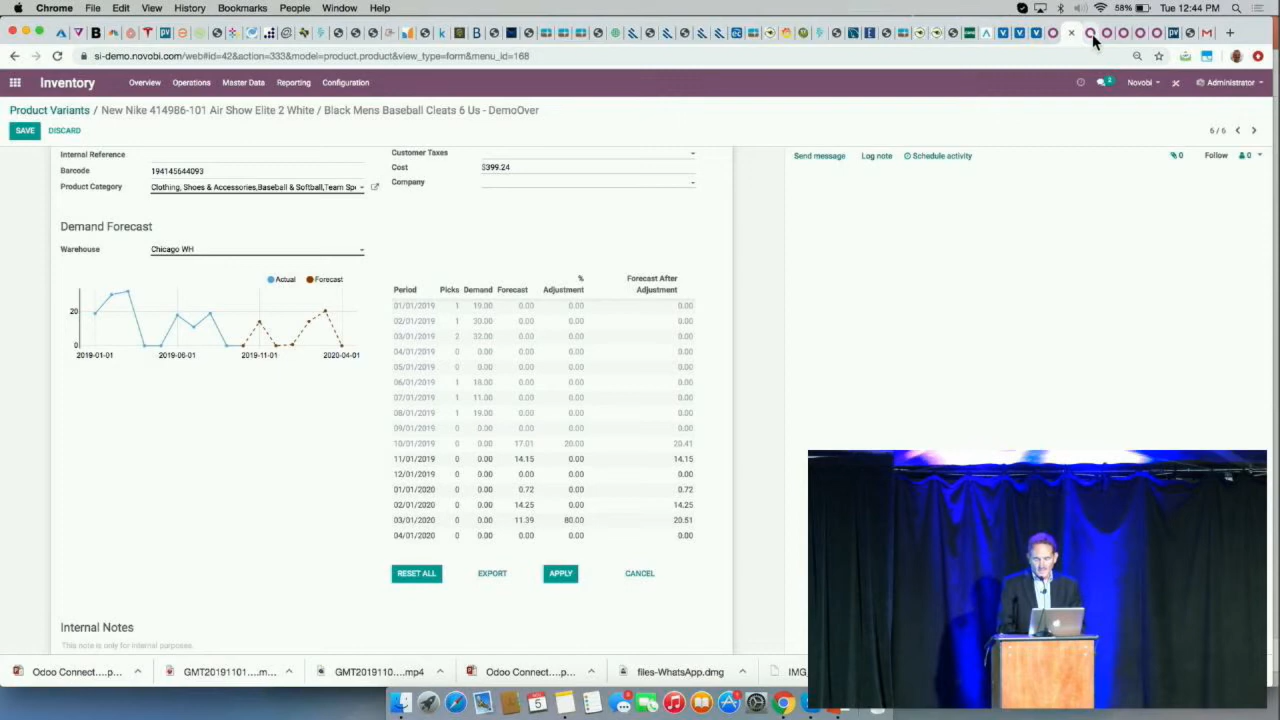 Chrome File Edit View History Bookmarks People Window Help 58% Tue 12:44 PM
si-demo.novobi.com/web#id=42&action=333&model=product.product&view_type=form&menu_id=168
Inventory Overview Operations Master Data Reporting Configuration 2 Novobi Administrator
Product Variants / New Nike 414986-101 Air Show Elite 2 White / Black Mens Baseball Cleats 6 Us - DemoOver
SAVE DISCARD 6 / 6
Internal Reference Customer Taxes Send message Log note Schedule activity 0 Follow 0
Barcode 194145644093 Cost $399.24
Product Category Clothing, Shoes & Accessories,Baseball & Softball,Team Spo Company
Demand Forecast
Warehouse Chicago WH
Actual Forecast
20
0
2019-01-01 2019-06-01 2019-11-01 2020-04-01
Period Picks Demand Forecast % Adjustment Forecast After Adjustment
01/01/2019 1 19.00 0.00 0.00 0.00
02/01/2019 1 30.00 0.00 0.00 0.00
03/01/2019 2 32.00 0.00 0.00 0.00
04/01/2019 0 0.00 0.00 0.00 0.00
05/01/2019 0 0.00 0.00 0.00 0.00
06/01/2019 1 18.00 0.00 0.00 0.00
07/01/2019 1 11.00 0.00 0.00 0.00
08/01/2019 1 19.00 0.00 0.00 0.00
09/01/2019 0 0.00 0.00 0.00 0.00
10/01/2019 0 0.00 17.01 20.00 20.41
11/01/2019 0 0.00 14.15 0.00 14.15
12/01/2019 0 0.00 0.00 0.00 0.00
01/01/2020 0 0.00 0.72 0.00 0.72
02/01/2020 0 0.00 14.25 0.00 14.25
03/01/2020 0 0.00 11.39 80.00 20.51
04/01/2020 0 0.00 0.00 0.00 0.00
RESET ALL EXPORT APPLY CANCEL
Internal Notes
This note is only for internal purposes.
Odoo Connect....p... GMT20191101....m... GMT2019110....mp4 Odoo Connect....p... files-WhatsApp.dmg IMG_